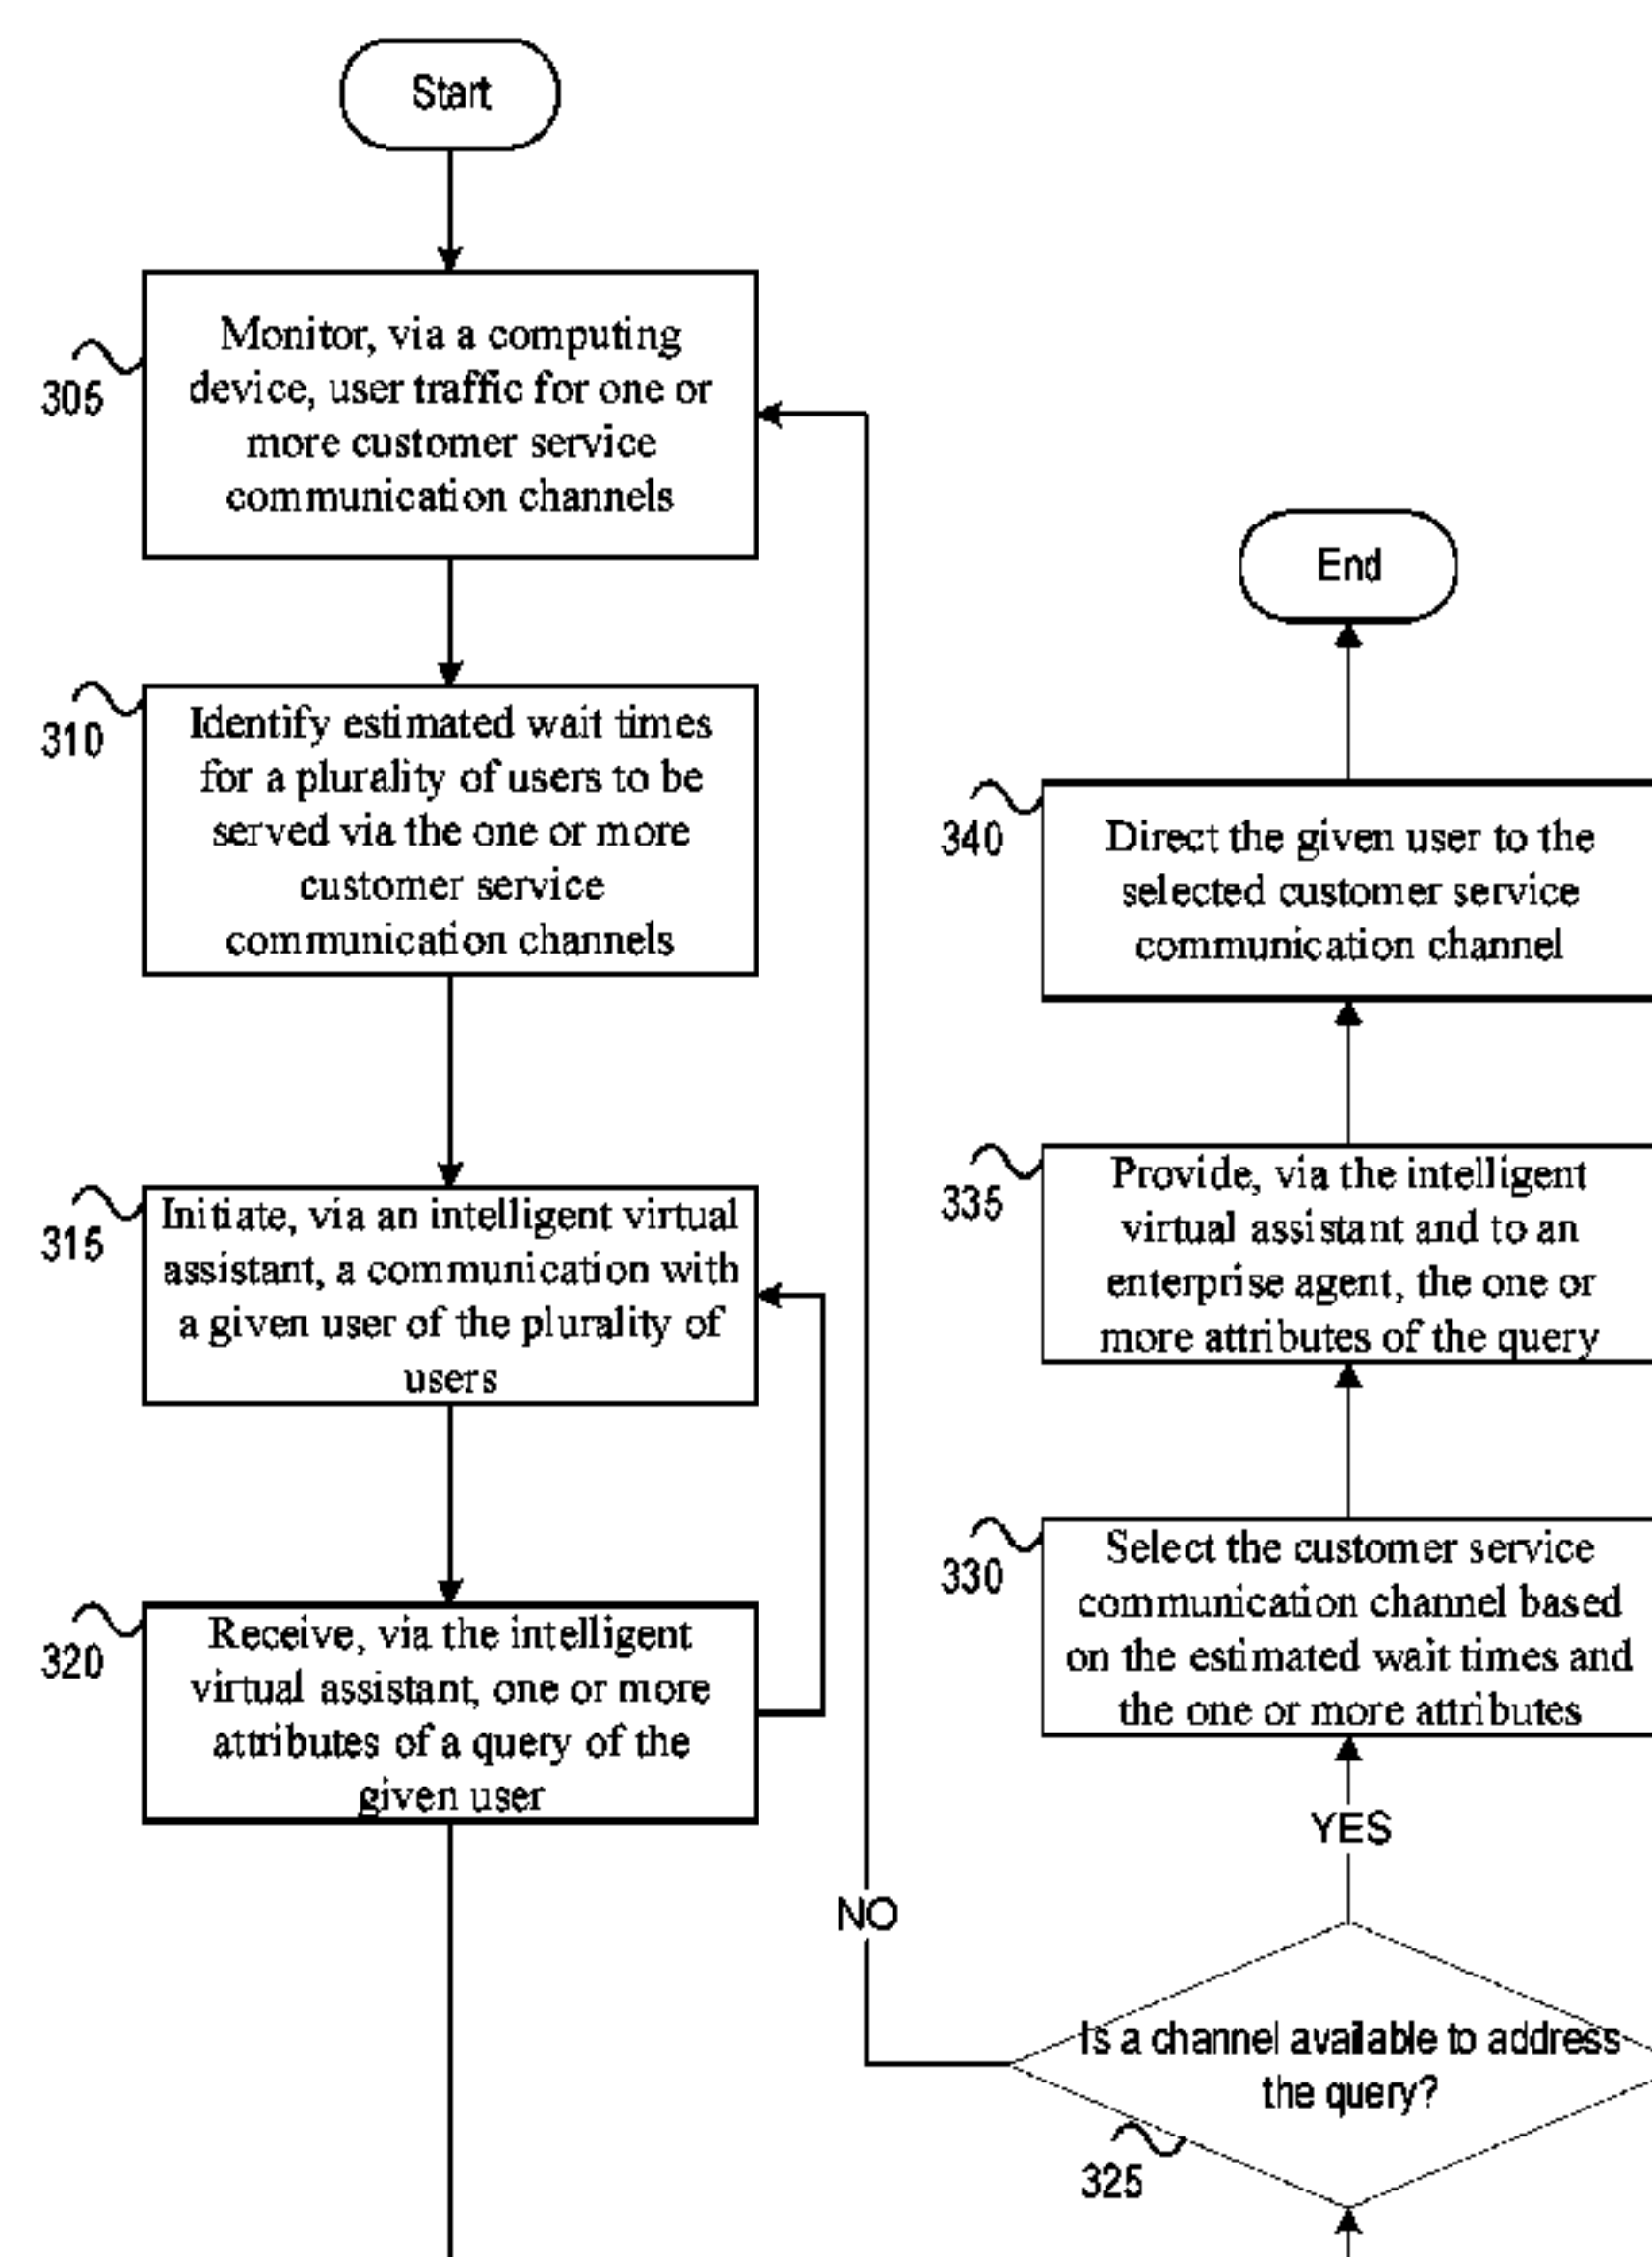 Start
Monitor, via a computing
device, user traffic for one or
more customer service
communication channels
305
Identify estimated wait times
for a plurality of users to be
served via the one or more
customer service
communication channels
310
Initiate, via an intelligent virtual
assistant, a communication with
a given user of the plurality of
users
315
Receive, via the intelligent
virtual assistant, one or more
attributes of a query of the
given user
320
NO
End
Direct the given user to the
selected customer service
communication channel
340
Provide, via the intelligent
virtual assistant and to an
enterprise agent, the one or
more attributes of the query
335
Select the customer service
communication channel based
on the estimated wait times and
the one or more attributes
330
YES
Is a channel available to address
the query?
325